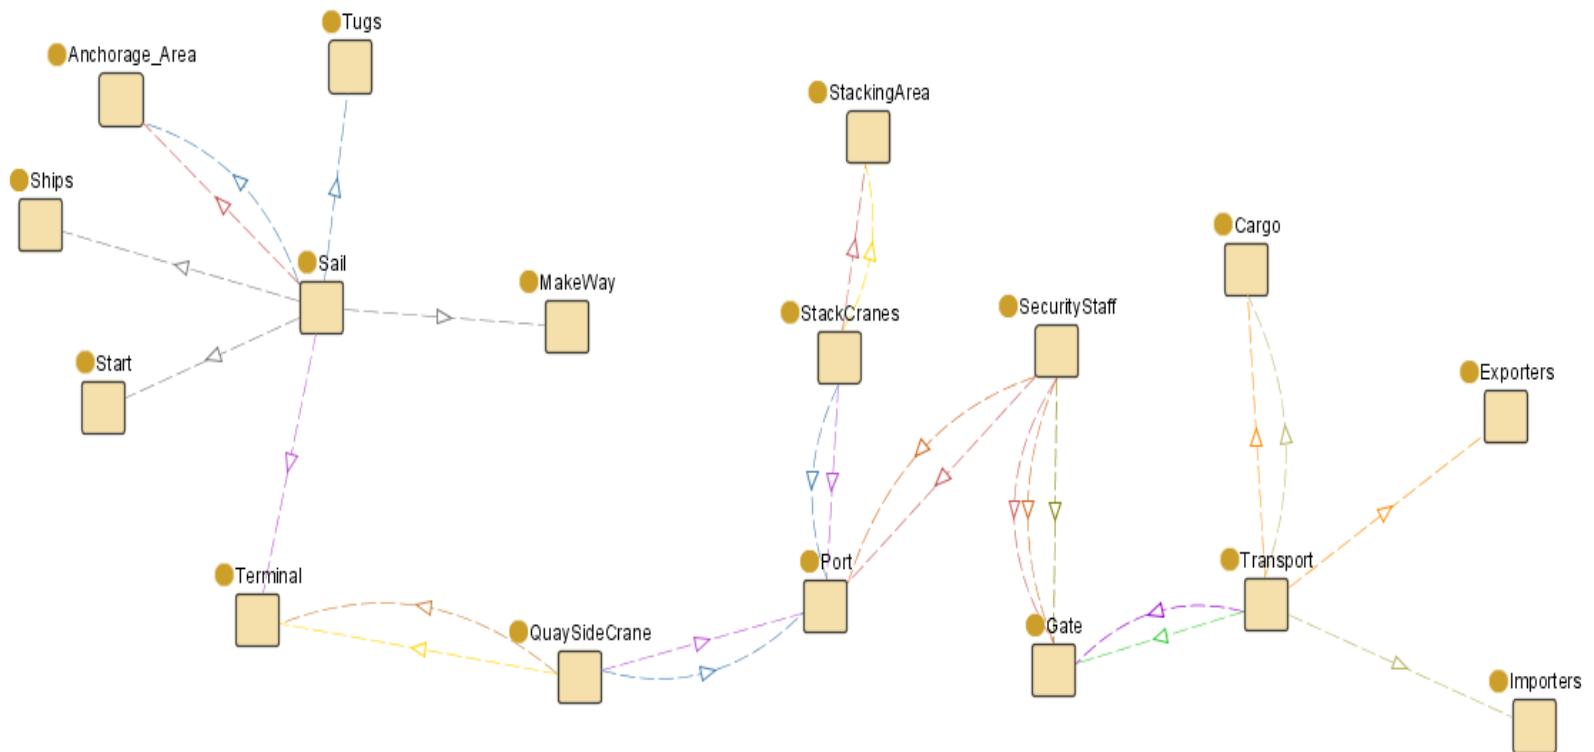 Tugs
Anchorage_Area
StackingArea
Ships
Cargo
Sail
MakeWay
StackCranes
SecurityStaff
Start
Exporters
Port
Transport
Terminal
QuaySideCrane
Gate
Importers